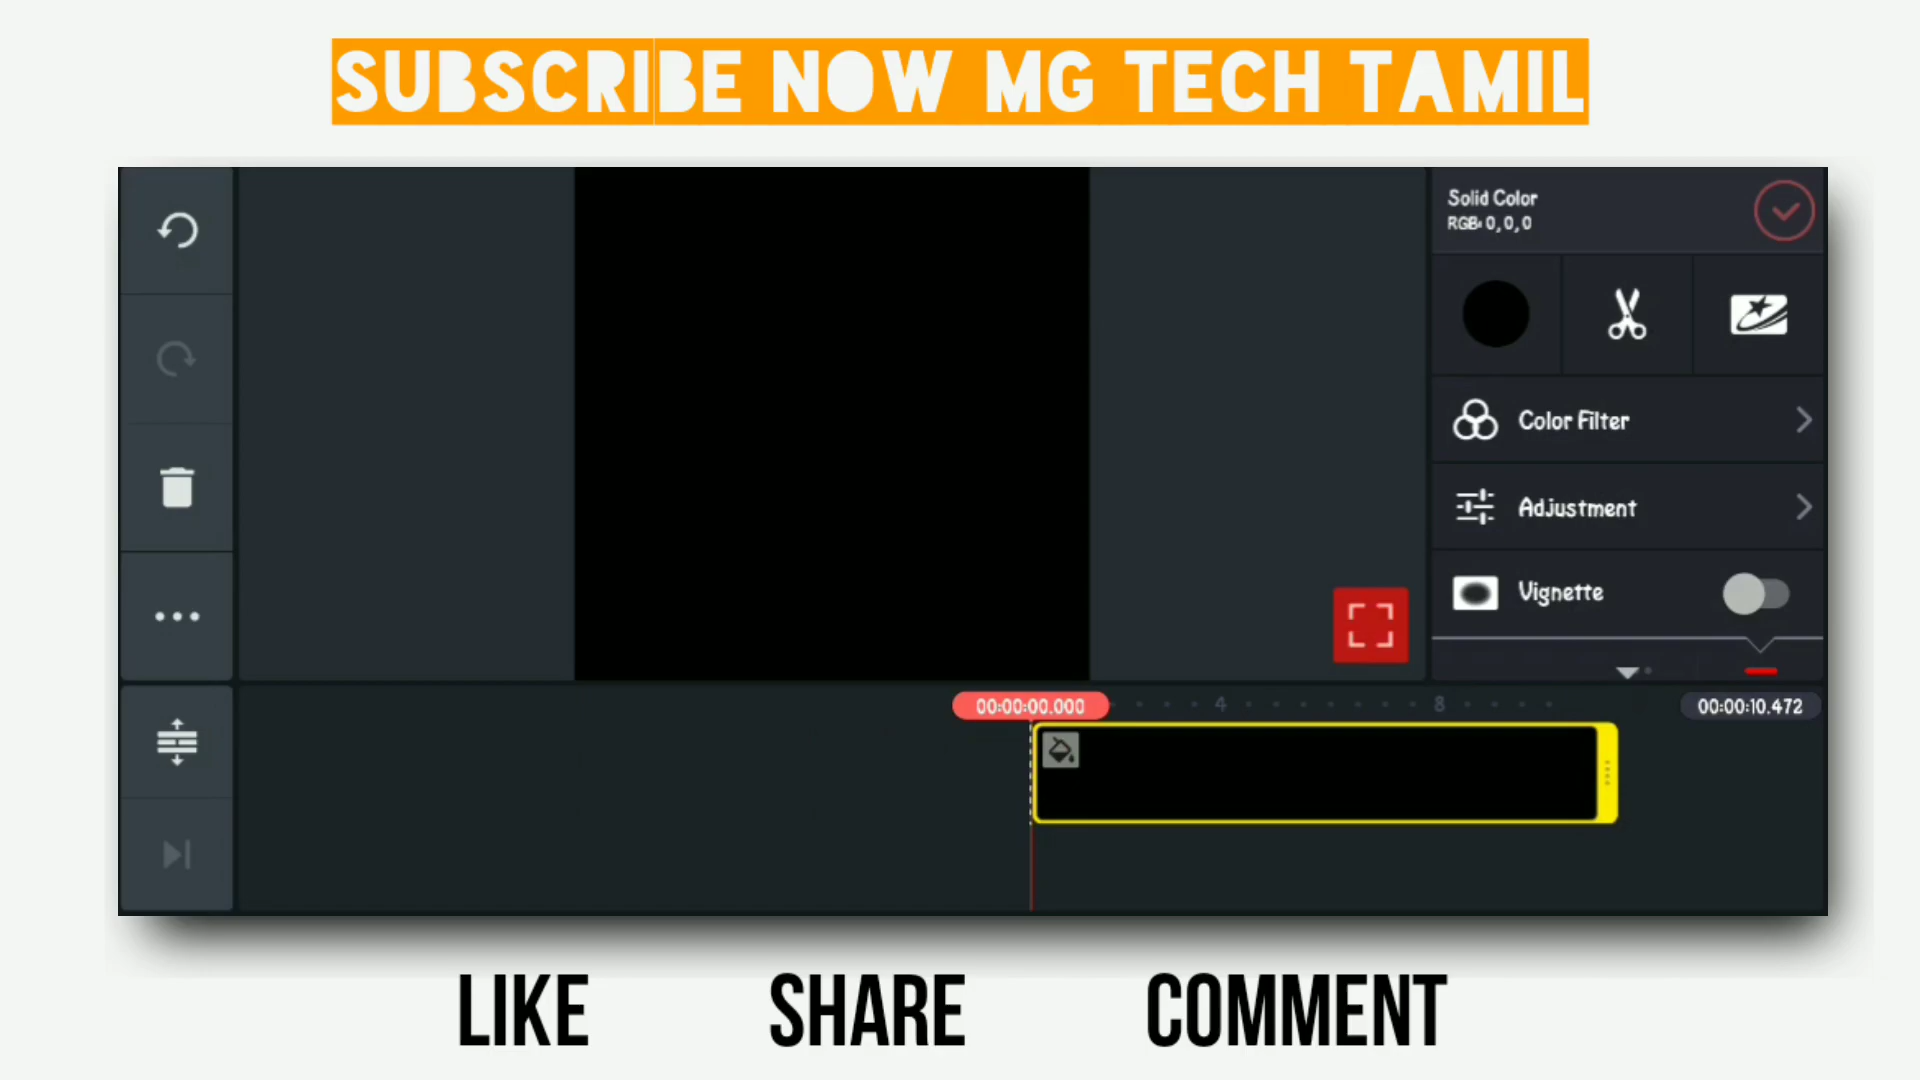 SUBSCRIBE NOW MG TECH TAMIL
Solid Color
RGB: 0, 0, 0
Color Filter
Adjustment
Vignette
00:00:00.000
4
8
00:00:10.472
LIKE SHARE COMMENT